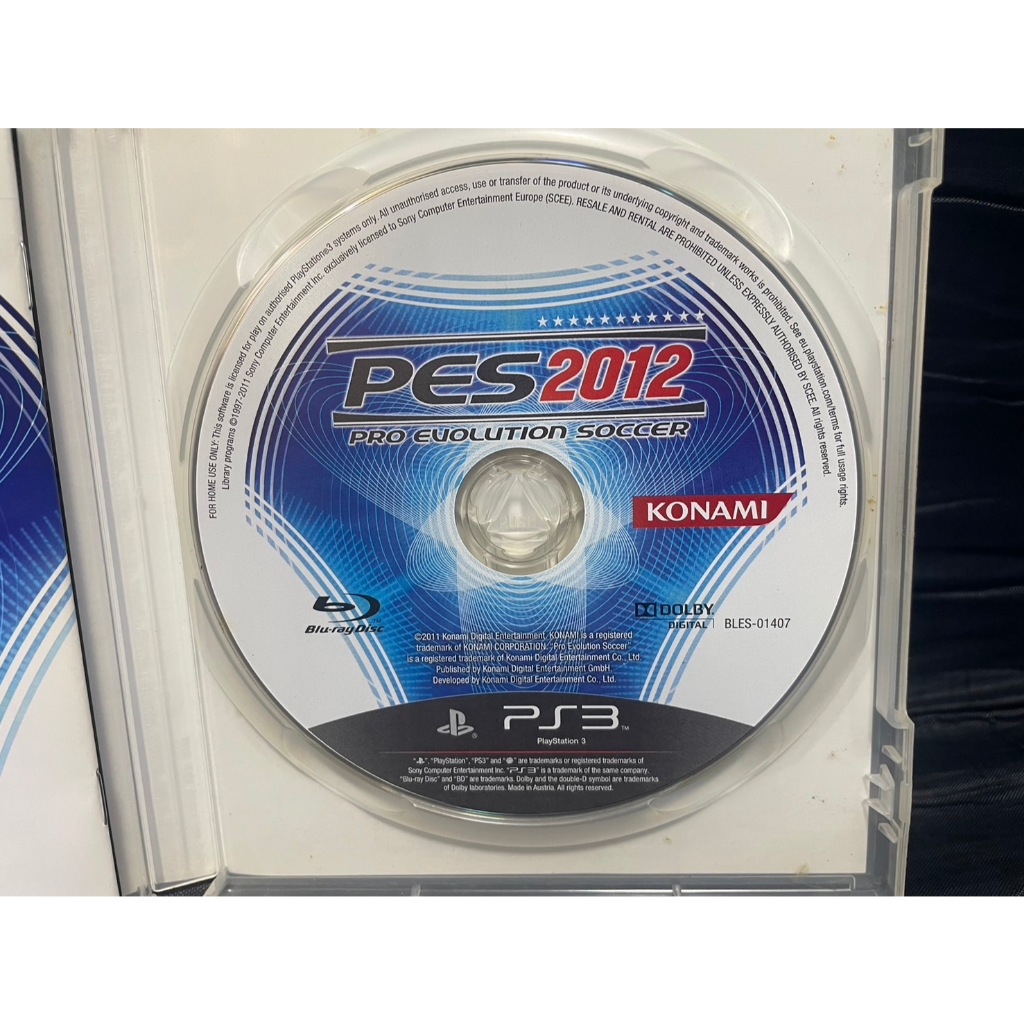 FOR HOME USE ONLY: This software is licensed for play on authorised PlayStation®3 systems only. All unauthorised access, use or transfer of the product or its underlying copyright and trademark works is prohibited. See eu.playstation.com/terms for full usage rights.
Library programs ©1997-2011 Sony Computer Entertainment Inc. exclusively licensed to Sony Computer Entertainment Europe (SCEE). RESALE AND RENTAL ARE PROHIBITED UNLESS EXPRESSLY AUTHORISED BY SCEE. All rights reserved.
PES2012
PRO EVOLUTION SOCCER
KONAMI
Blu-ray Disc
DOLBY
DIGITAL
BLES-01407
©2011 Konami Digital Entertainment. KONAMI is a registered
trademark of KONAMI CORPORATION. "Pro Evolution Soccer"
is a registered trademark of Konami Digital Entertainment Co., Ltd.
Published by Konami Digital Entertainment GmbH.
Developed by Konami Digital Entertainment Co., Ltd.
PS3™
PlayStation 3
" ", "PlayStation", "PS3" and " " are trademarks or registered trademarks of
Sony Computer Entertainment Inc. "PS3" is a trademark of the same company.
"Blu-ray Disc" and "BD" are trademarks. Dolby and the double-D symbol are trademarks
of Dolby laboratories. Made in Austria. All rights reserved.